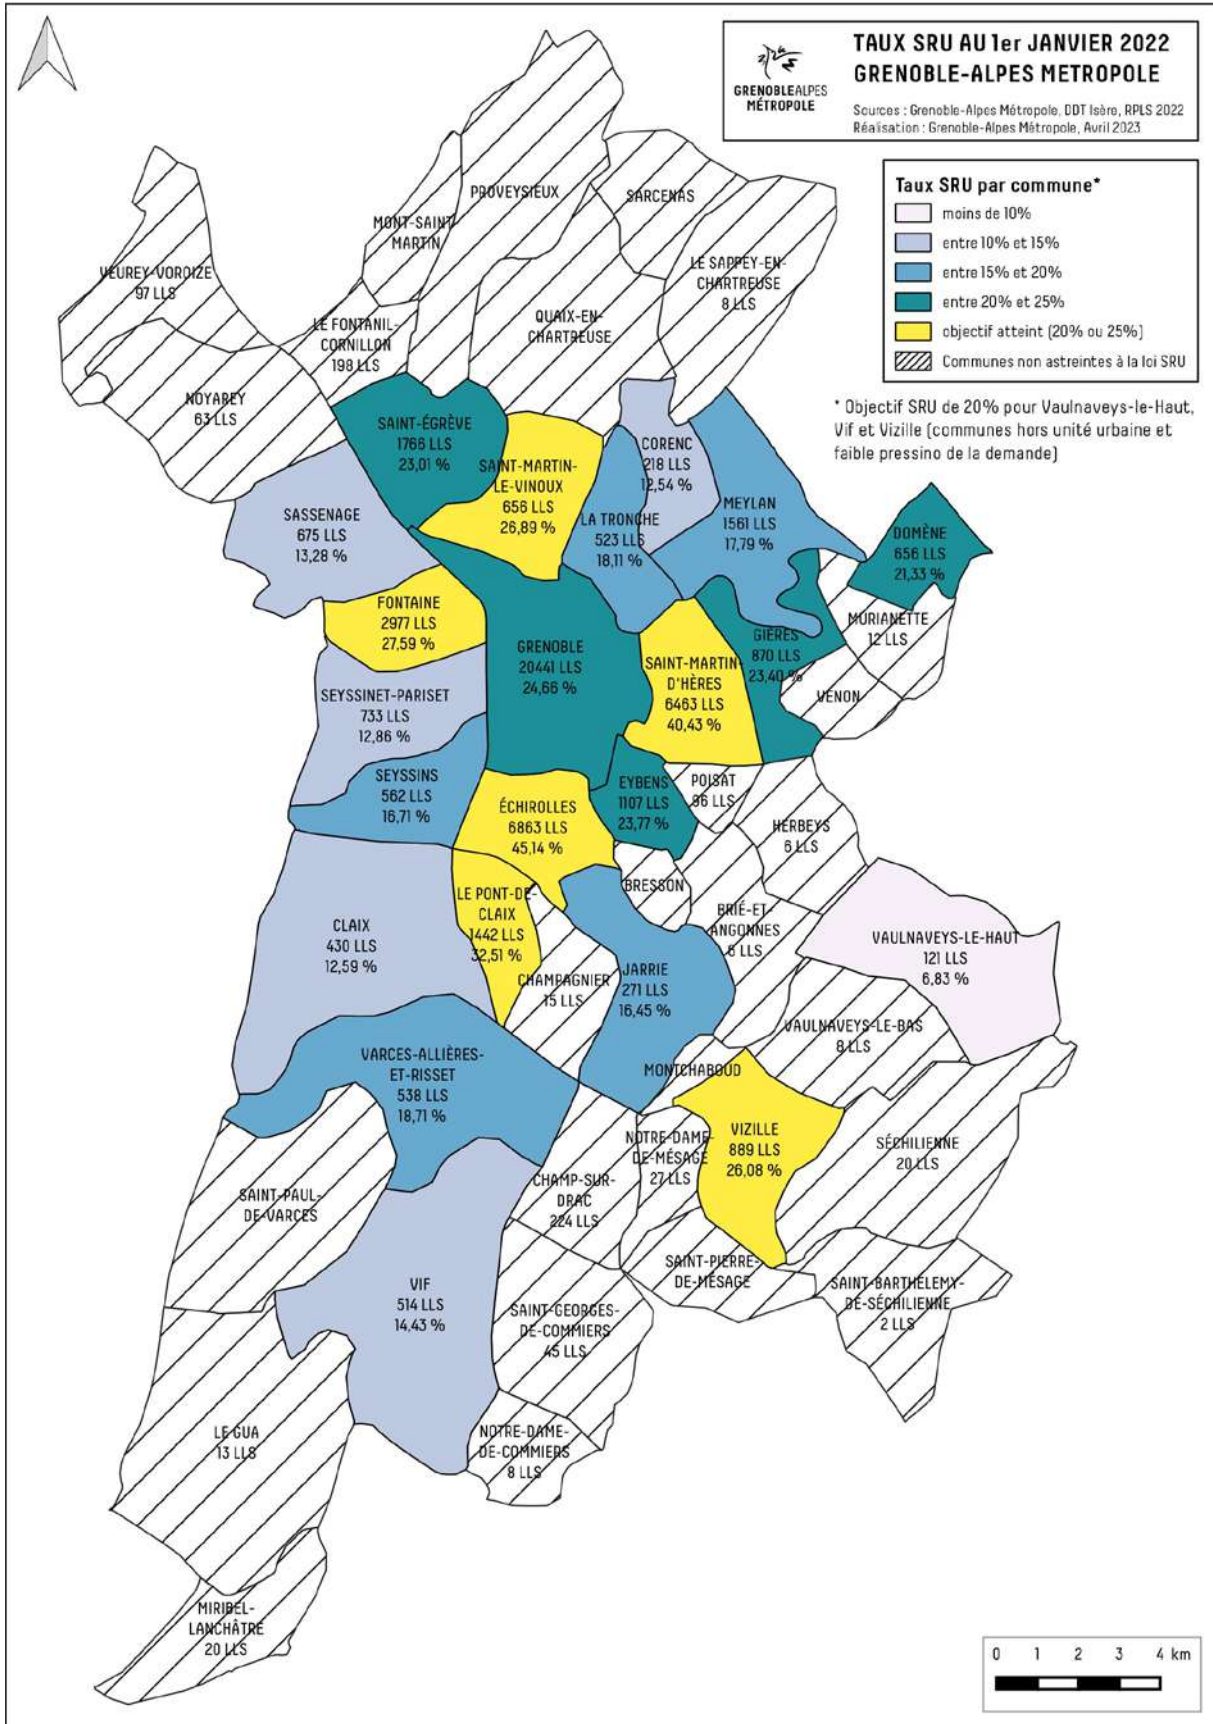 TAUX SRU AU 1er JANVIER 2022
GRENOBLE-ALPES METROPOLE
GRENOBLEALPES
MÉTROPOLE
Sources : Grenoble-Alpes Métropole, DDT Isère, RPLS 2022
Réalisation : Grenoble-Alpes Métropole, Avril 2023
Taux SRU par commune*
moins de 10%
entre 10% et 15%
entre 15% et 20%
entre 20% et 25%
objectif atteint (20% ou 25%)
Communes non astreintes à la loi SRU
* Objectif SRU de 20% pour Vaulnaveys-le-Haut,
Vif et Vizille (communes hors unité urbaine et
faible pressino de la demande)
PROVEYSIEUX
SARCENAS
MONT-SAINT
MARTIN
VEUREY-VOROIZE
97 LLS
LE SAPPEY-EN-
CHARTREUSE
8 LLS
LE FONTANIL-
CORNILLON
198 LLS
QUAIX-EN-
CHARTREUSE
NOYAREY
63 LLS
SAINT-ÉGRÈVE
1766 LLS
23,01 %
SAINT-MARTIN-
LE-VINOUX
656 LLS
26,89 %
CORENC
218 LLS
12,54 %
MEYLAN
1561 LLS
17,79 %
SASSENAGE
675 LLS
13,28 %
LA TRONCHE
523 LLS
18,11 %
DOMÈNE
656 LLS
21,33 %
FONTAINE
2977 LLS
27,59 %
MURIANETTE
12 LLS
GIÈRES
870 LLS
23,40 %
GRENOBLE
20441 LLS
24,66 %
SAINT-MARTIN-
D'HÈRES
6463 LLS
40,43 %
VENON
SEYSSINET-PARISET
733 LLS
12,86 %
SEYSSINS
562 LLS
16,71 %
EYBENS
1107 LLS
23,77 %
POISAT
96 LLS
ÉCHIROLLES
6863 LLS
45,14 %
HERBEYS
6 LLS
BRESSON
LE PONT-DE-
CLAIX
1442 LLS
32,51 %
BRIÉ-ET-
ANGONNES
6 LLS
CLAIX
430 LLS
12,59 %
VAULNAVEYS-LE-HAUT
121 LLS
6,83 %
JARRIE
271 LLS
16,45 %
CHAMPAGNIER
15 LLS
VAULNAVEYS-LE-BAS
8 LLS
VARCES-ALLIÈRES-
ET-RISSET
538 LLS
18,71 %
MONTCHABOUD
VIZILLE
889 LLS
26,08 %
NOTRE-DAME-
DE-MÉSAGE
27 LLS
SÉCHILIENNE
20 LLS
CHAMP-SUR-
DRAC
224 LLS
SAINT-PAUL-
DE-VARCES
SAINT-PIERRE-
DE-MÉSAGE
SAINT-BARTHÉLEMY-
DE-SÉCHILIENNE
2 LLS
VIF
514 LLS
14,43 %
SAINT-GEORGES-
DE-COMMIERS
45 LLS
LE GUA
13 LLS
NOTRE-DAME-
DE-COMMIERS
8 LLS
MIRIBEL-
LANCHÂTRE
20 LLS
0 1 2 3 4 km